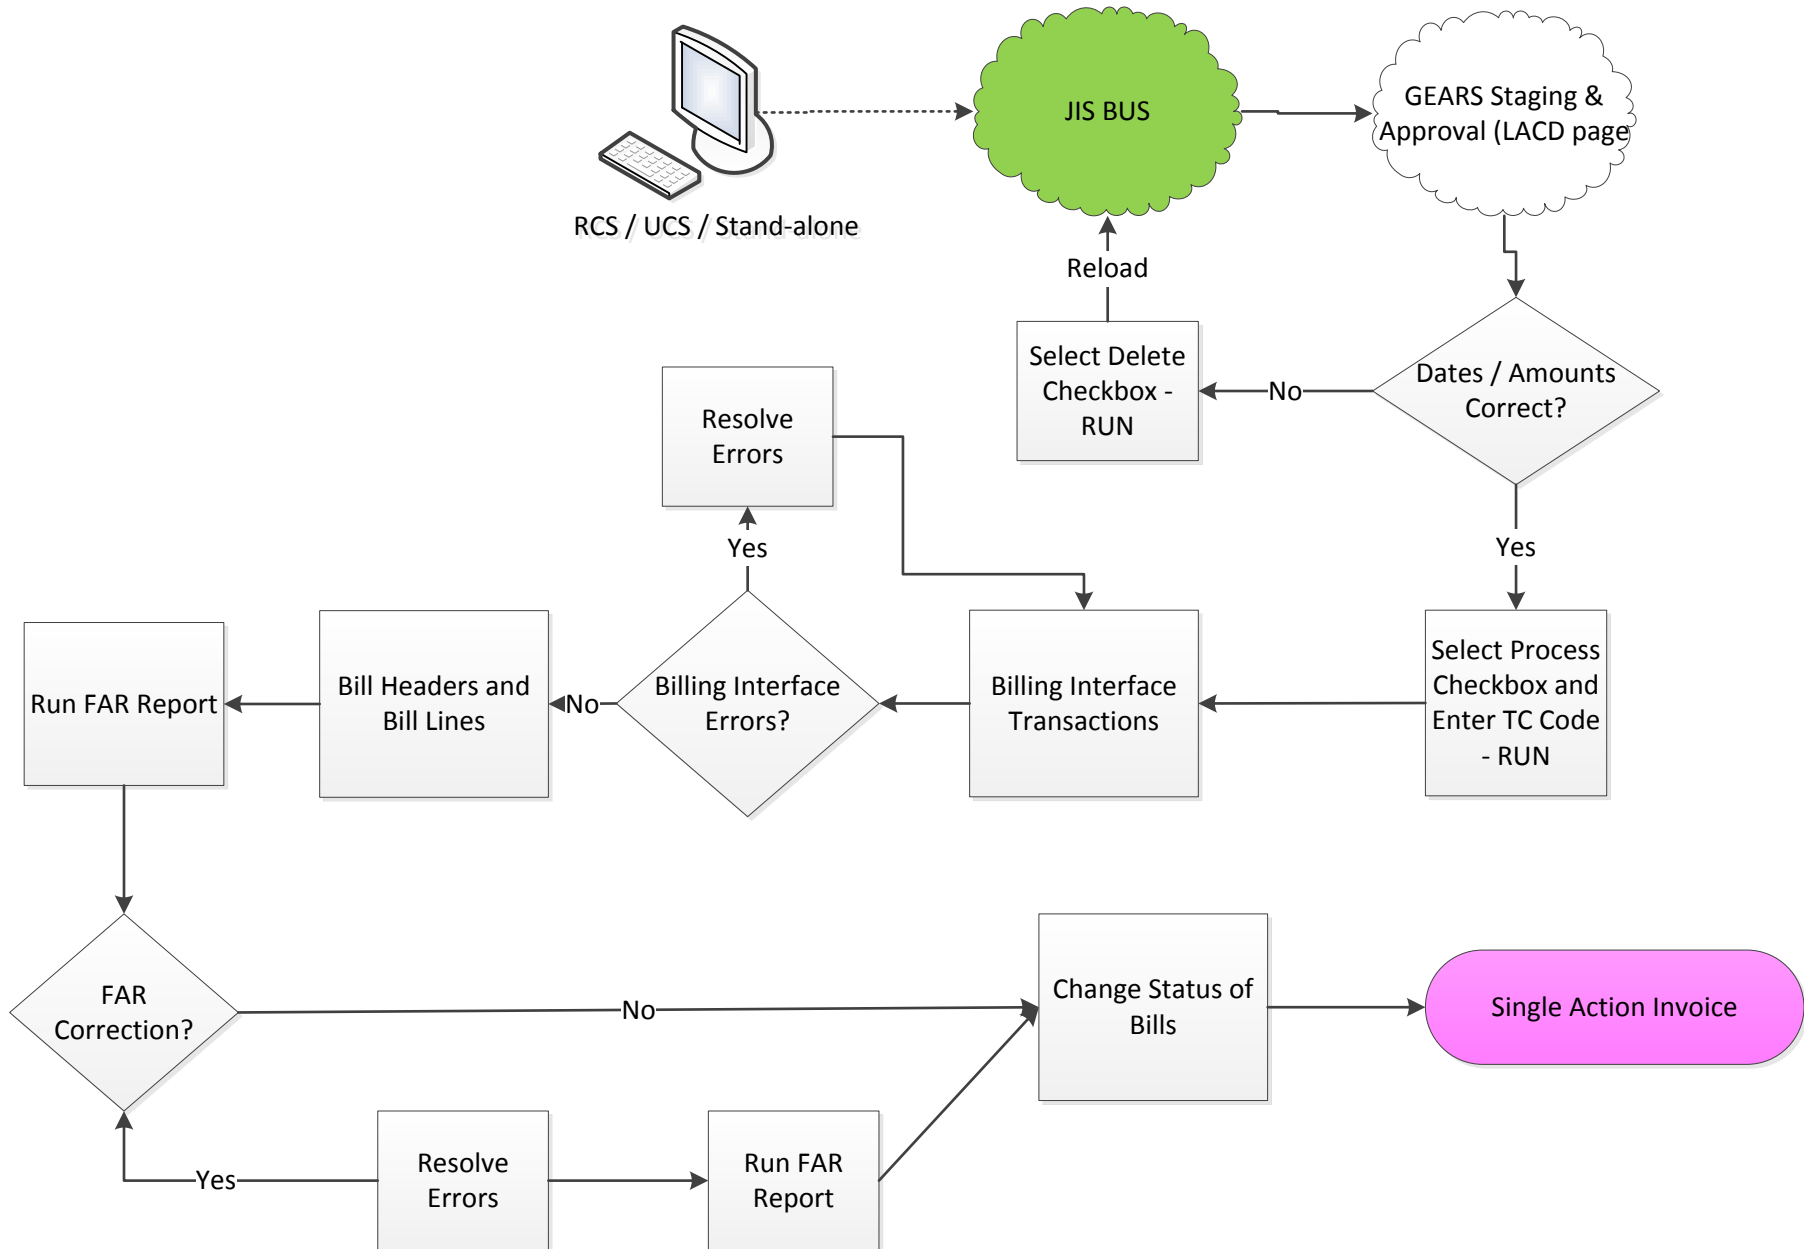 JIS BUS
GEARS Staging &
Approval (LACD page
RCS / UCS / Stand-alone
Reload
Select Delete
Checkbox -
RUN
No
Dates / Amounts
Correct?
Resolve
Errors
Yes
Yes
Run FAR Report
Bill Headers and
Bill Lines
No
Billing Interface
Errors?
Billing Interface
Transactions
Select Process
Checkbox and
Enter TC Code
- RUN
FAR
Correction?
No
Change Status of
Bills
Single Action Invoice
Yes
Resolve
Errors
Run FAR
Report